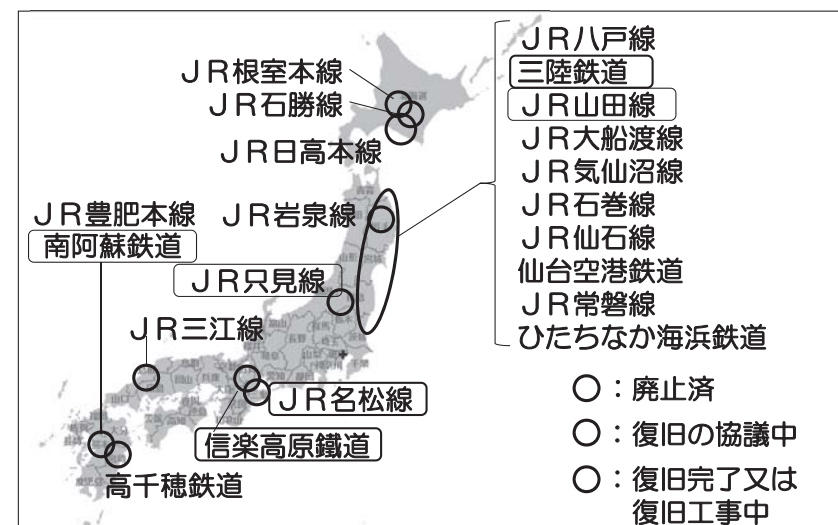 JR根室本線
JR石勝線
JR日高本線
JR八戸線
三陸鉄道
JR山田線
JR大船渡線
JR気仙沼線
JR石巻線
JR仙石線
仙台空港鉄道
JR常磐線
ひたちなか海浜鉄道
JR岩泉線
JR豊肥本線
南阿蘇鉄道
JR只見線
JR三江線
JR名松線
信楽高原鐵道
高千穂鉄道
○：廃止済
○：復旧の協議中
○：復旧完了又は
復旧工事中